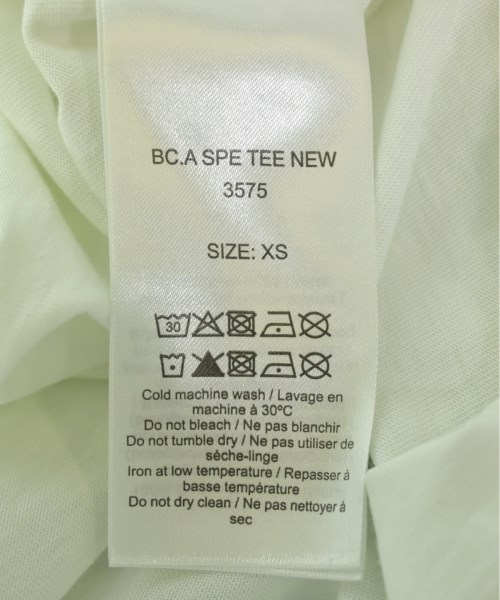 BC.A SPE TEE NEW
3575
SIZE: XS
30
Cold machine wash / Lavage en
machine à 30ºC
Do not bleach / Ne pas blanchir
Do not tumble dry / Ne pas utiliser de
sèche-linge
Iron at low temperature / Repasser à
basse température
Do not dry clean / Ne pas nettoyer à
sec